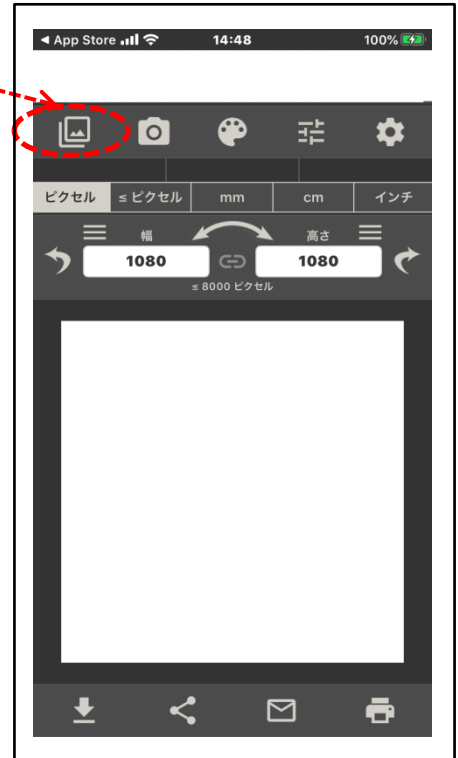 ◀ App Store 14:48 100%
ピクセル ≤ ピクセル mm cm インチ
幅 高さ
1080 1080
≤ 8000 ピクセル